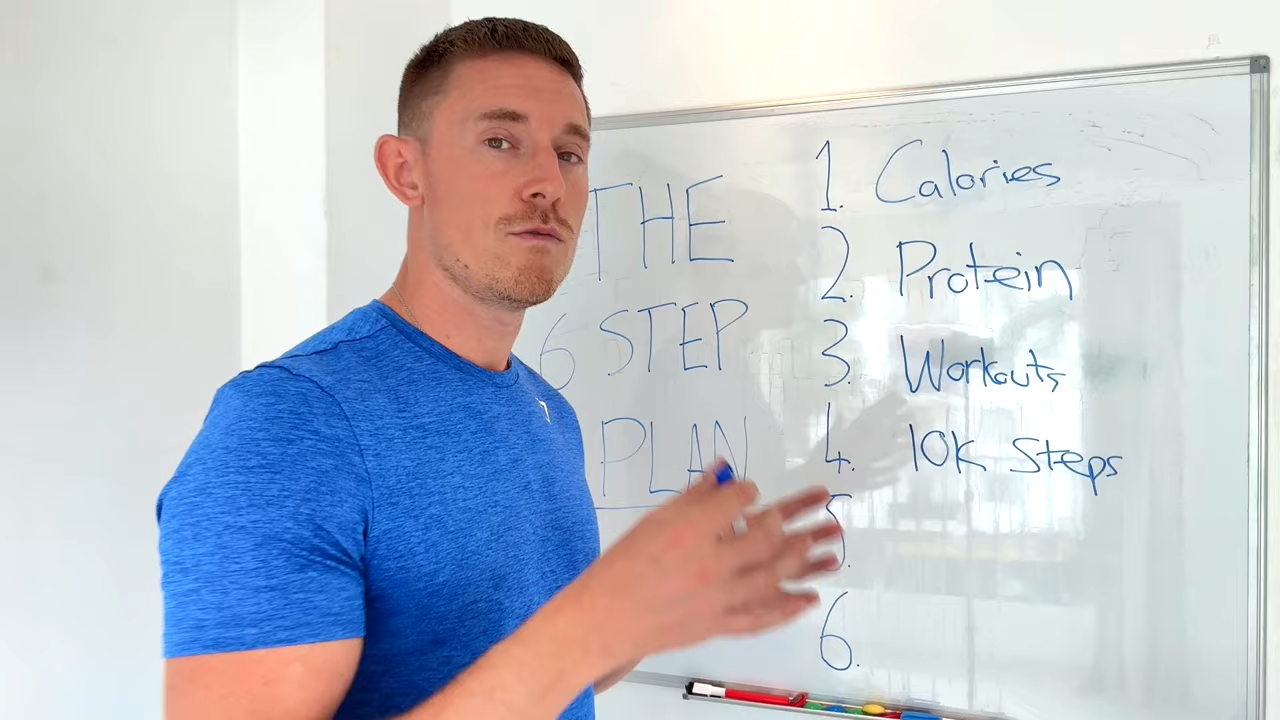 THE
6 STEP
PLAN
1. Calories
2. Protein
3. Workouts
4. 10K Steps
5.
6.